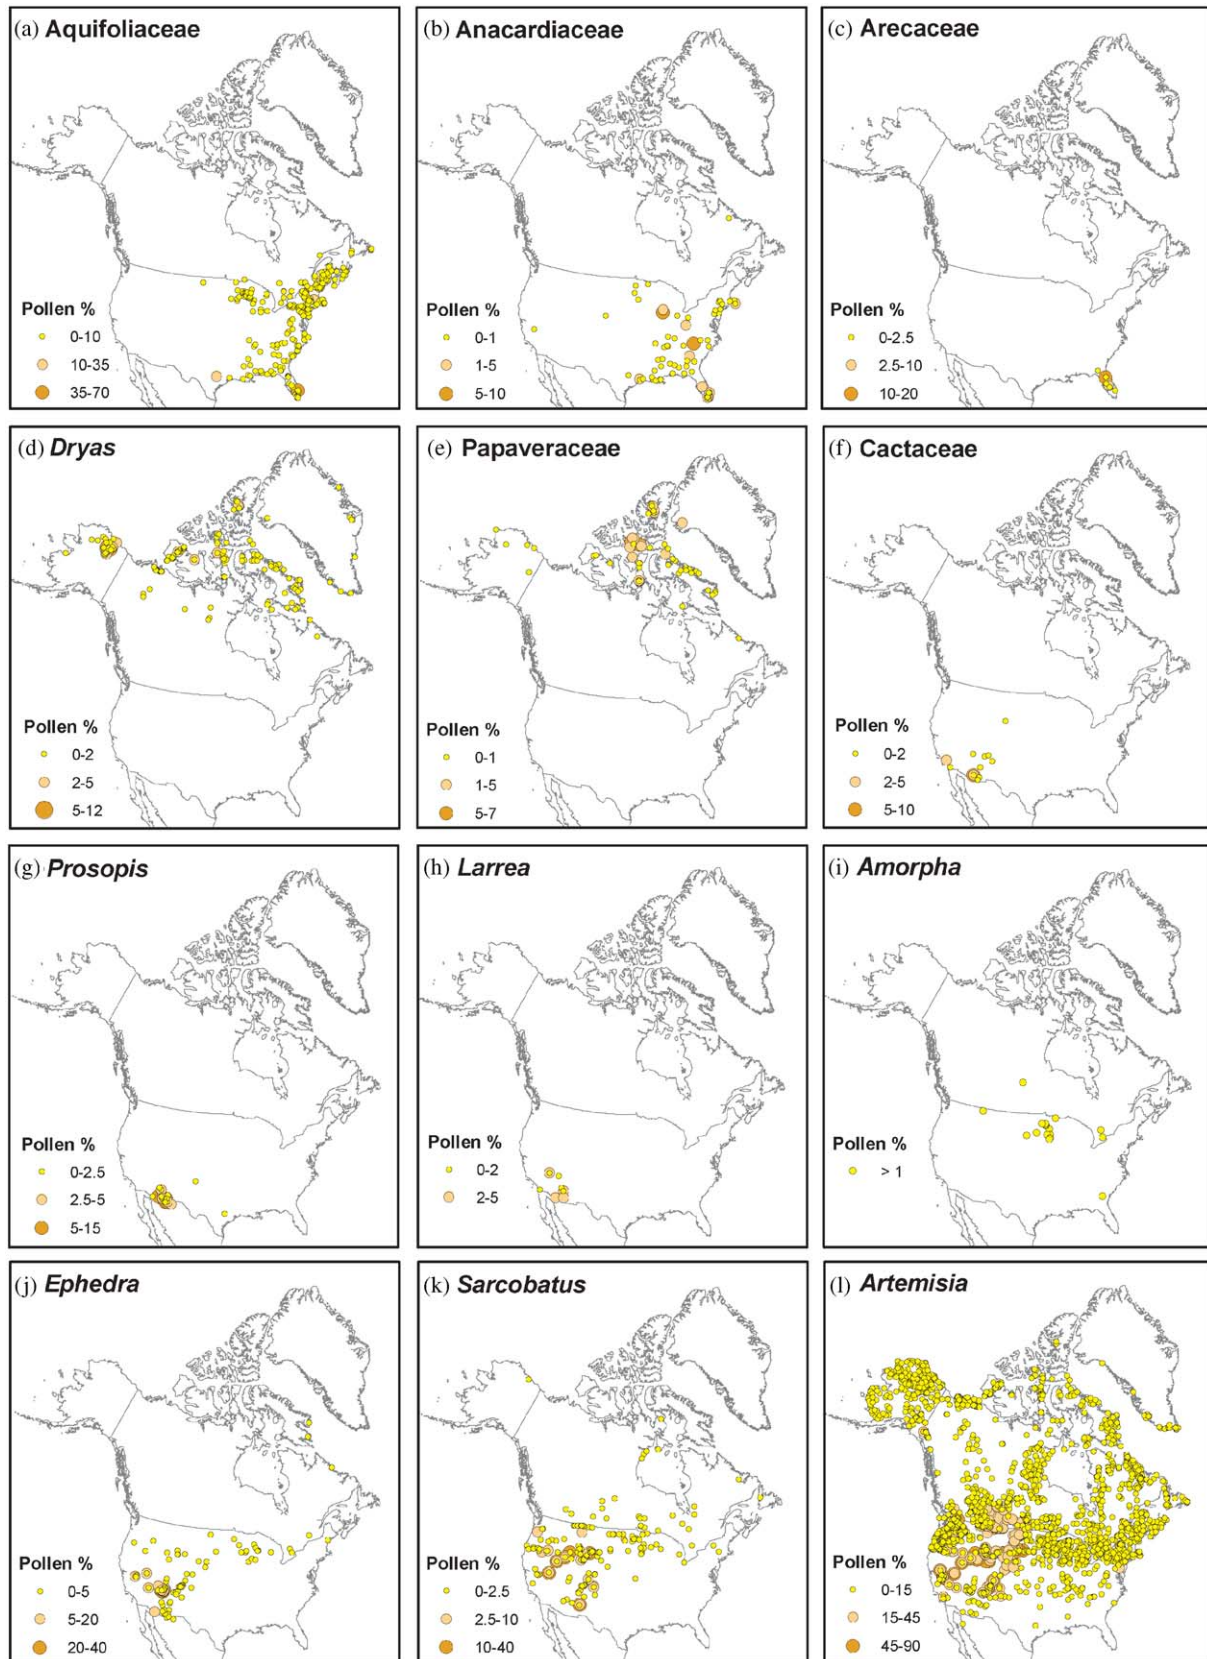 (a) Aquifoliaceae
Pollen %
0-10
10-35
35-70
(b) Anacardiaceae
Pollen %
0-1
1-5
5-10
(c) Arecaceae
Pollen %
0-2.5
2.5-10
10-20
(d) Dryas
Pollen %
0-2
2-5
5-12
(e) Papaveraceae
Pollen %
0-1
1-5
5-7
(f) Cactaceae
Pollen %
0-2
2-5
5-10
(g) Prosopis
Pollen %
0-2.5
2.5-5
5-15
(h) Larrea
Pollen %
0-2
2-5
(i) Amorpha
Pollen %
> 1
(j) Ephedra
Pollen %
0-5
5-20
20-40
(k) Sarcobatus
Pollen %
0-2.5
2.5-10
10-40
(l) Artemisia
Pollen %
0-15
15-45
45-90